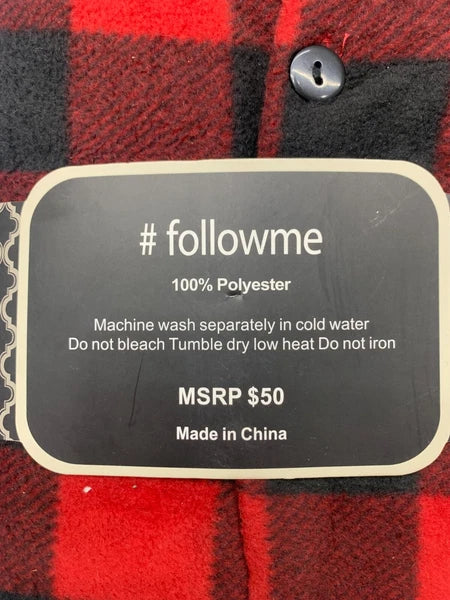 # followme
100% Polyester
Machine wash separately in cold water
Do not bleach Tumble dry low heat Do not iron
MSRP $50
Made in China